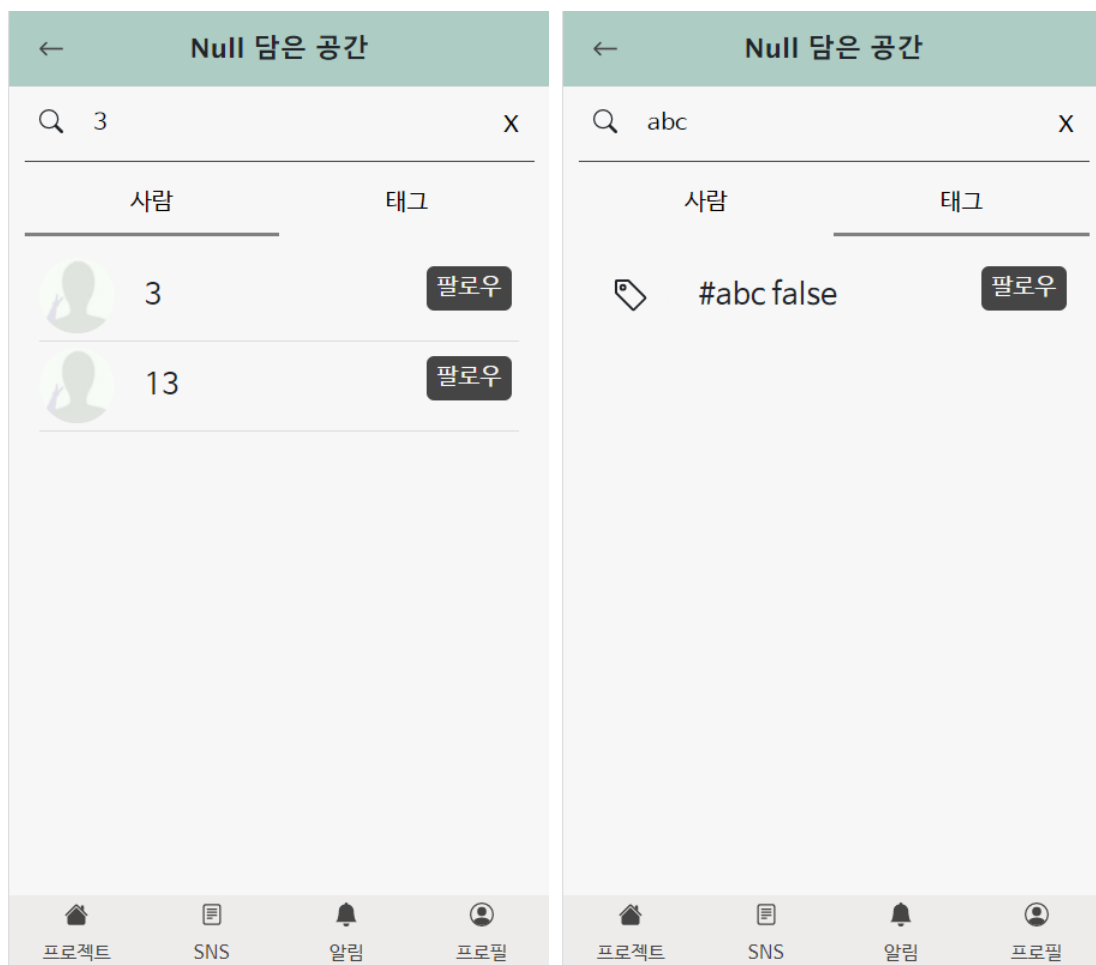 ← Null 담은 공간
3 X
사람 태그
3 팔로우
13 팔로우
프로젝트 SNS 알림 프로필
← Null 담은 공간
abc X
사람 태그
#abc false 팔로우
프로젝트 SNS 알림 프로필